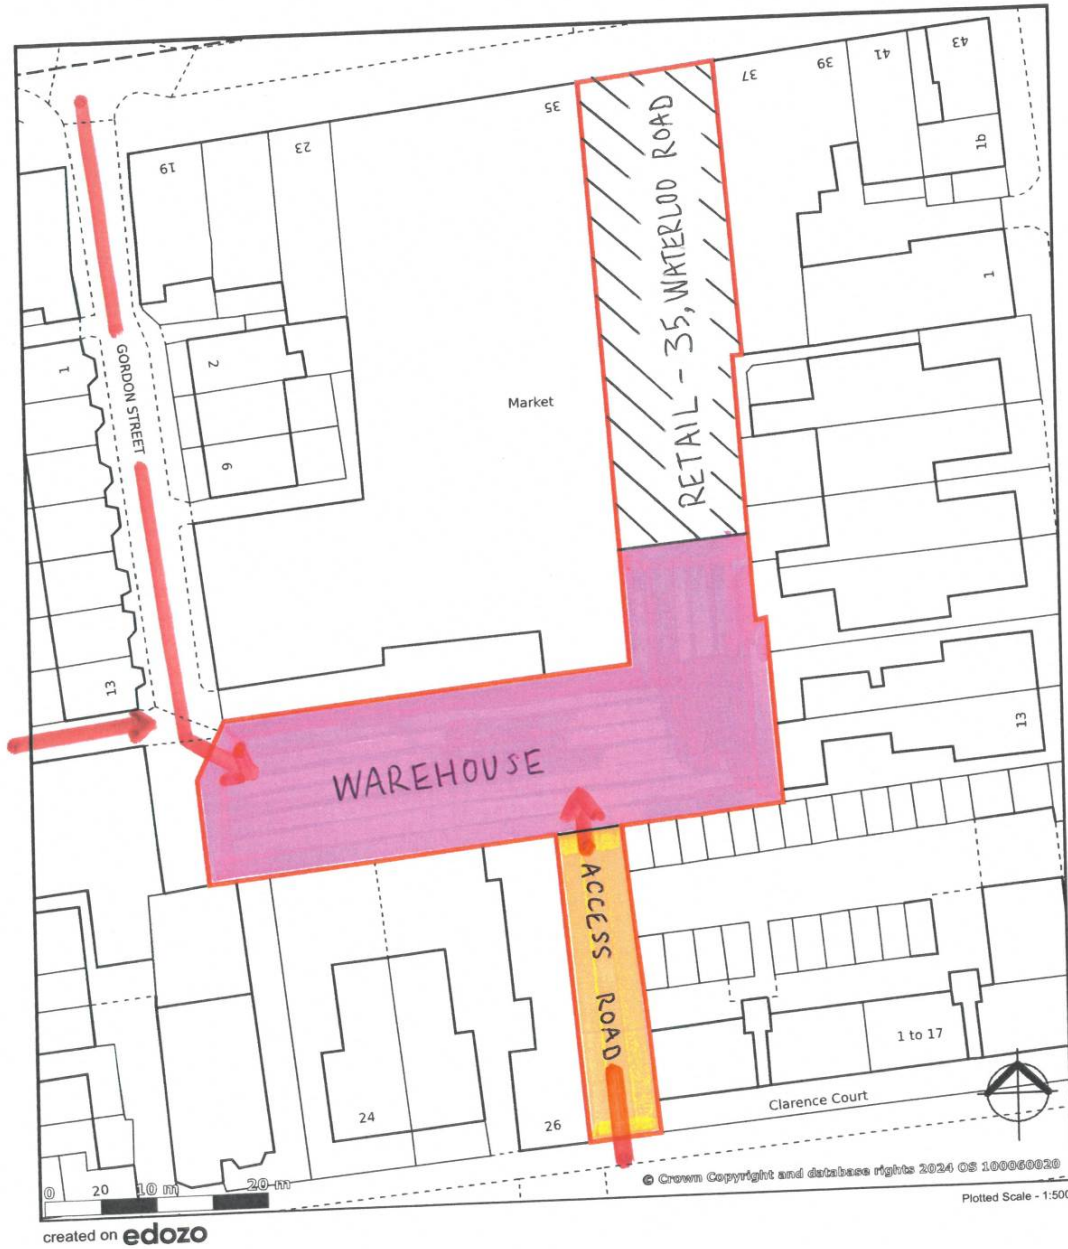 43
41
39
37
35
23
19
1b
RETAIL - 35, WATERLOO ROAD
1
GORDON STREET
1
2
Market
6
13
13
WAREHOUSE
ACCESS ROAD
1 to 17
Clarence Court
24
26
© Crown Copyright and database rights 2024 OS 100060020
0 20 10 m 20 m
Plotted Scale - 1:500
created on edozo